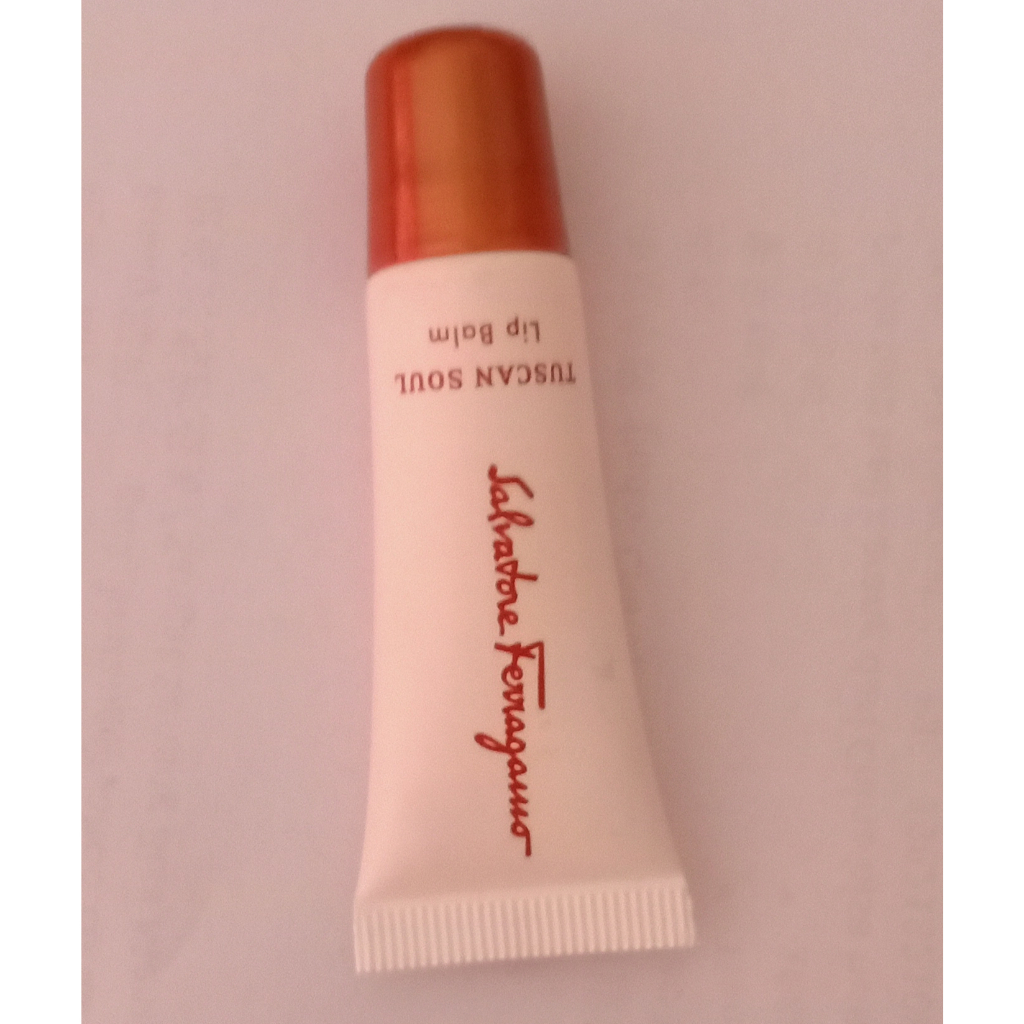 Salvatore Ferragamo
TUSCAN SOUL
Lip Balm